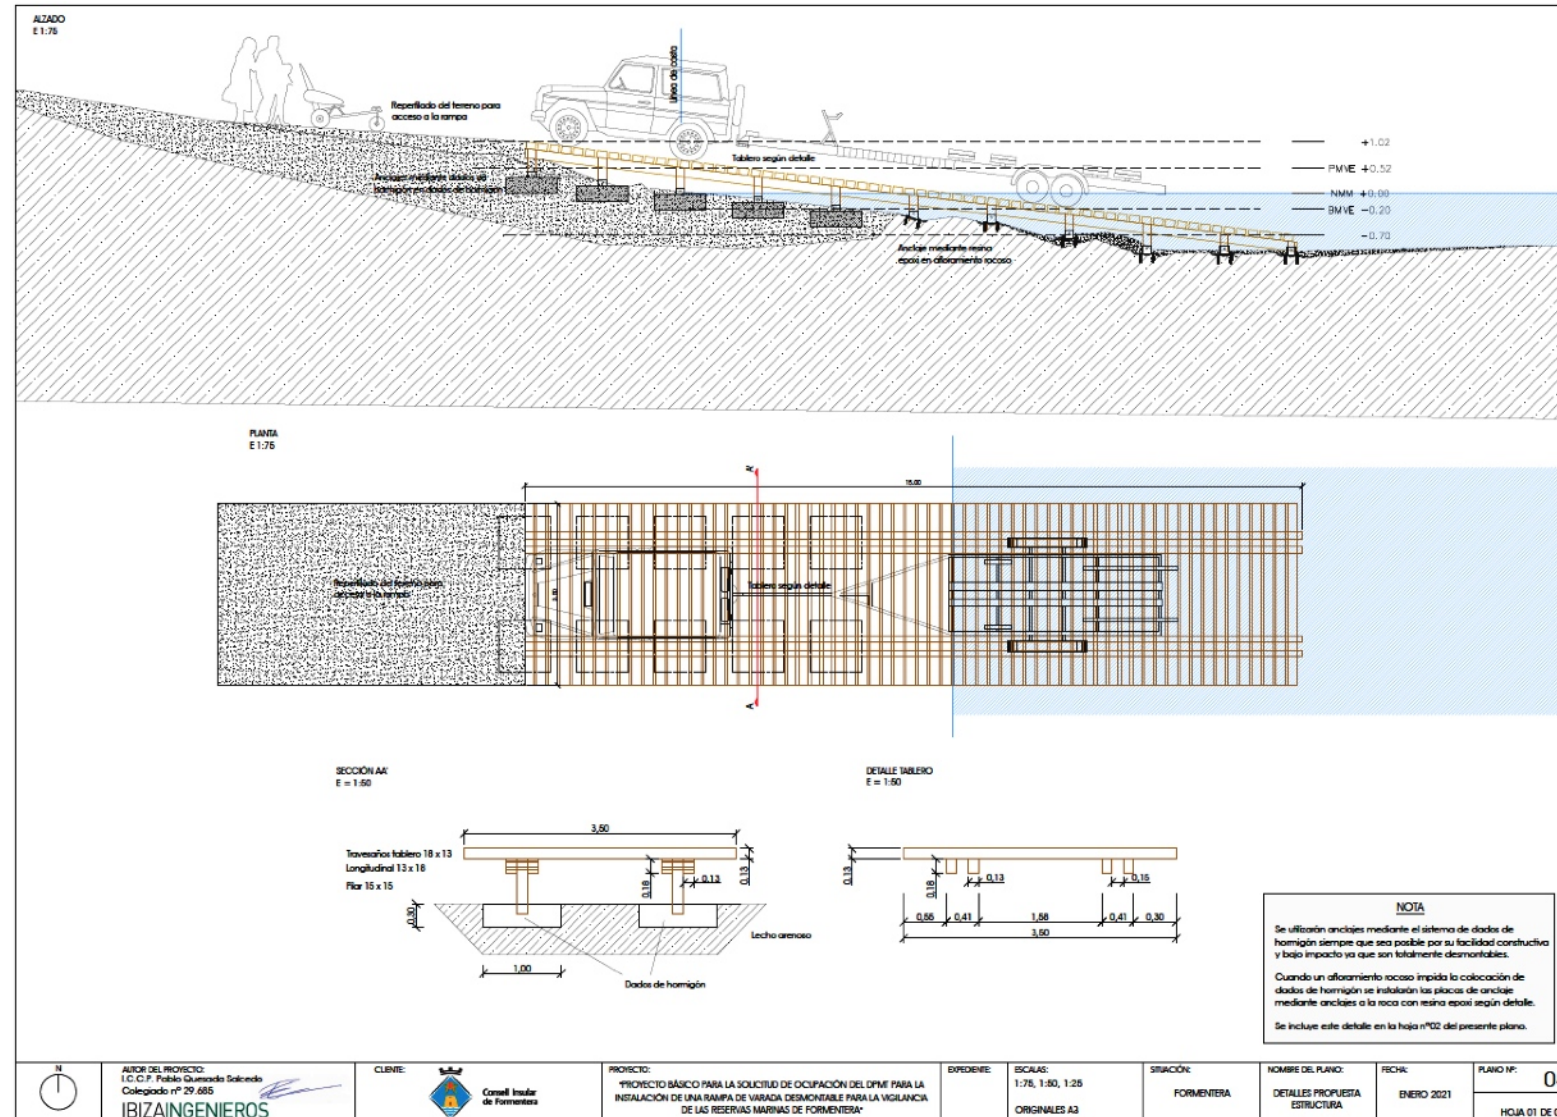 ALZADO
E 1:75
Reperfilado del terreno para
acceso a la rampa
Línea de costa
Tablero según detalle
Anclaje mediante resina
epoxi en afloramiento rocoso
+1.02
PMVE +0.52
NMM +0.00
BMVE -0.20
-0.70
PLANTA
E 1:75
A'
15.00
Reperfilado del terreno para
acceso a la rampa
Tablero según detalle
A
SECCIÓN AA'
E = 1:50
3,50
Travesaños tablero 18 x 13
Longitudinal 13 x 18
Pilar 15 x 15
0,18
0,13
0,13
0,30
1,00
Lecho arenoso
Dados de hormigón
DETALLE TABLERO
E = 1:50
0,13
0,18
0,13
0,15
0,55
0,41
1,58
0,41
0,30
3,50
NOTA
Se utilizarán anclajes mediante el sistema de dados de
hormigón siempre que sea posible por su facilidad constructiva
y bajo impacto ya que son totalmente desmontables.
Cuando un afloramiento rocoso impida la colocación de
dados de hormigón se instalarán las placas de anclaje
mediante anclajes a la roca con resina epoxi según detalle.
Se incluye este detalle en la hoja nº02 del presente plano.
N
AUTOR DEL PROYECTO:
I.C.C.P. Pablo Quesada Salcedo
Colegiado nº 29.685
IBIZAINGENIEROS
CLIENTE:
Consell Insular
de Formentera
PROYECTO:
"PROYECTO BÁSICO PARA LA SOLICITUD DE OCUPACIÓN DEL DPMT PARA LA
INSTALACIÓN DE UNA RAMPA DE VARADA DESMONTABLE PARA LA VIGILANCIA
DE LAS RESERVAS MARINAS DE FORMENTERA"
EXPEDIENTE:
ESCALAS:
1:75, 1:50, 1:25
ORIGINALES A3
SITUACIÓN:
FORMENTERA
NOMBRE DEL PLANO:
DETALLES PROPUESTA
ESTRUCTURA
FECHA:
ENERO 2021
PLANO Nº:
HOJA 01 DE